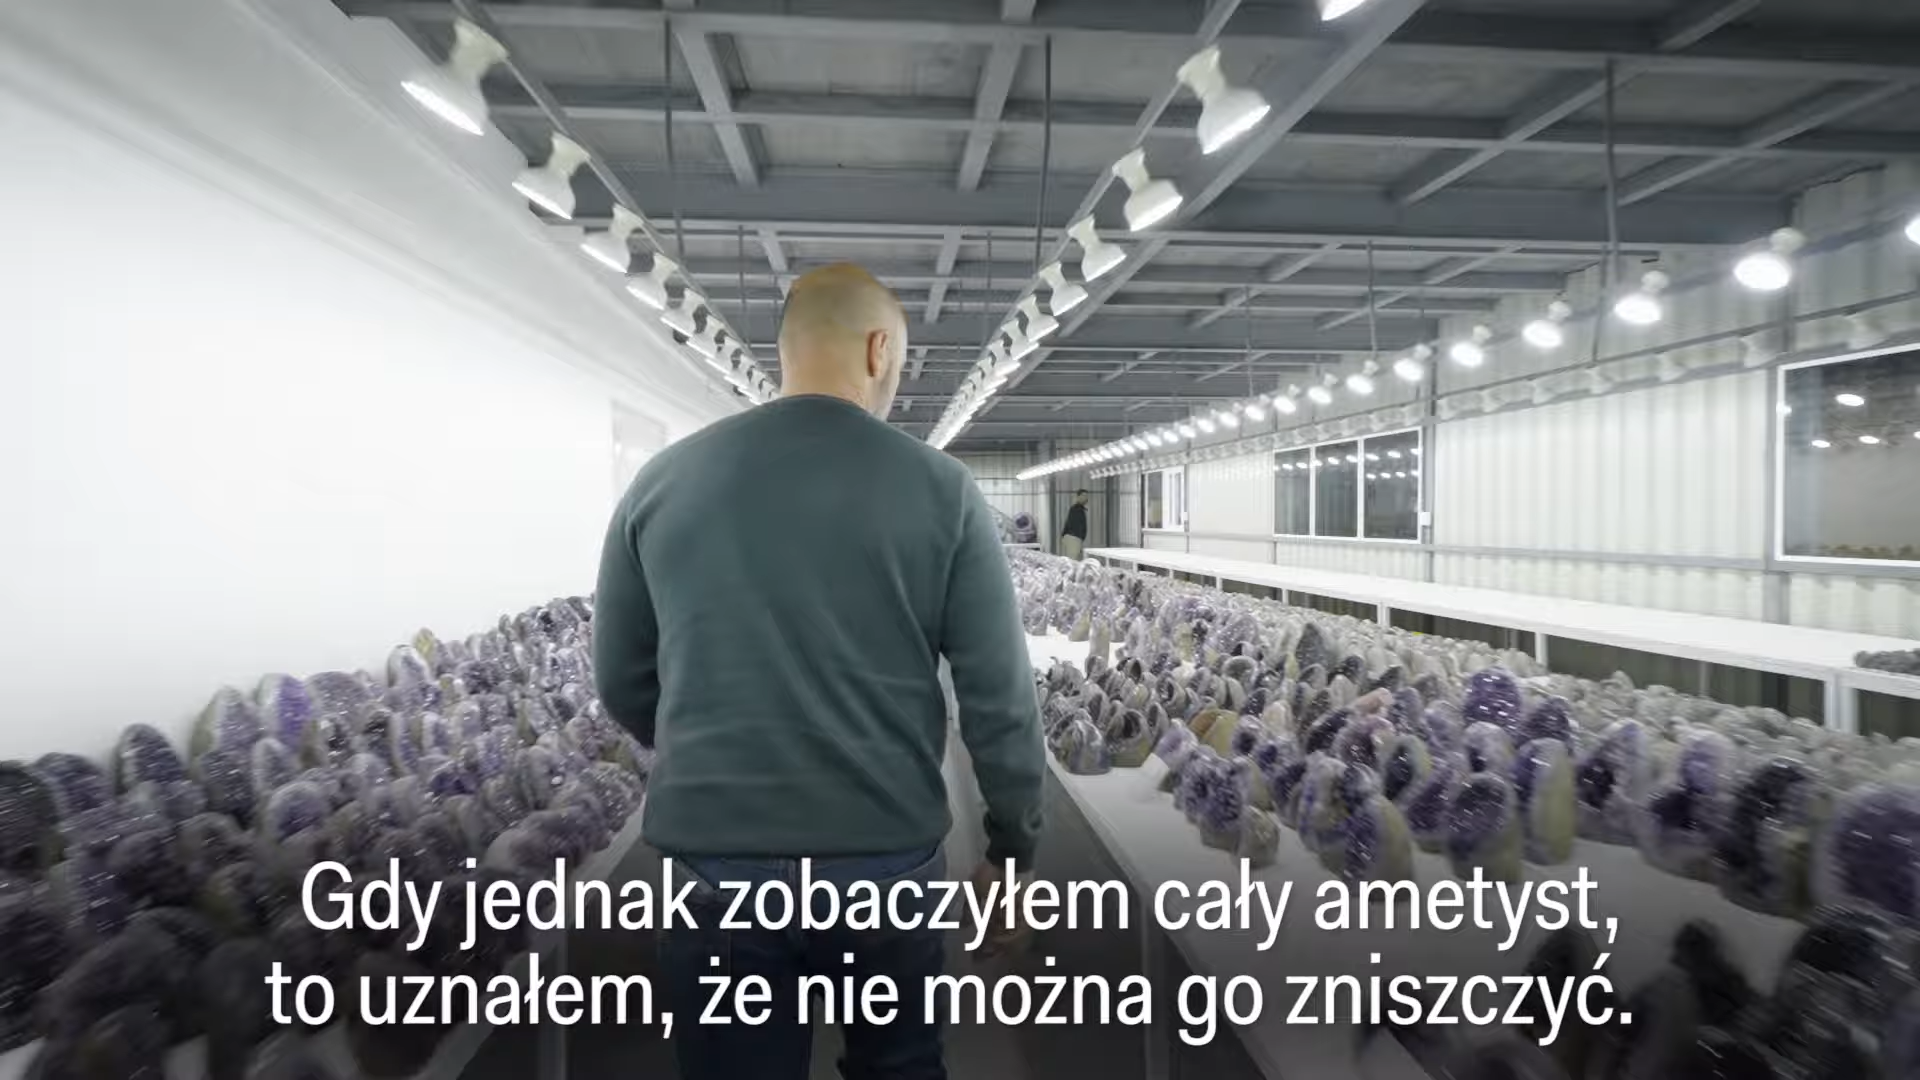 Gdy jednak zobaczyłem cały ametyst,
to uznałem, że nie można go zniszczyć.